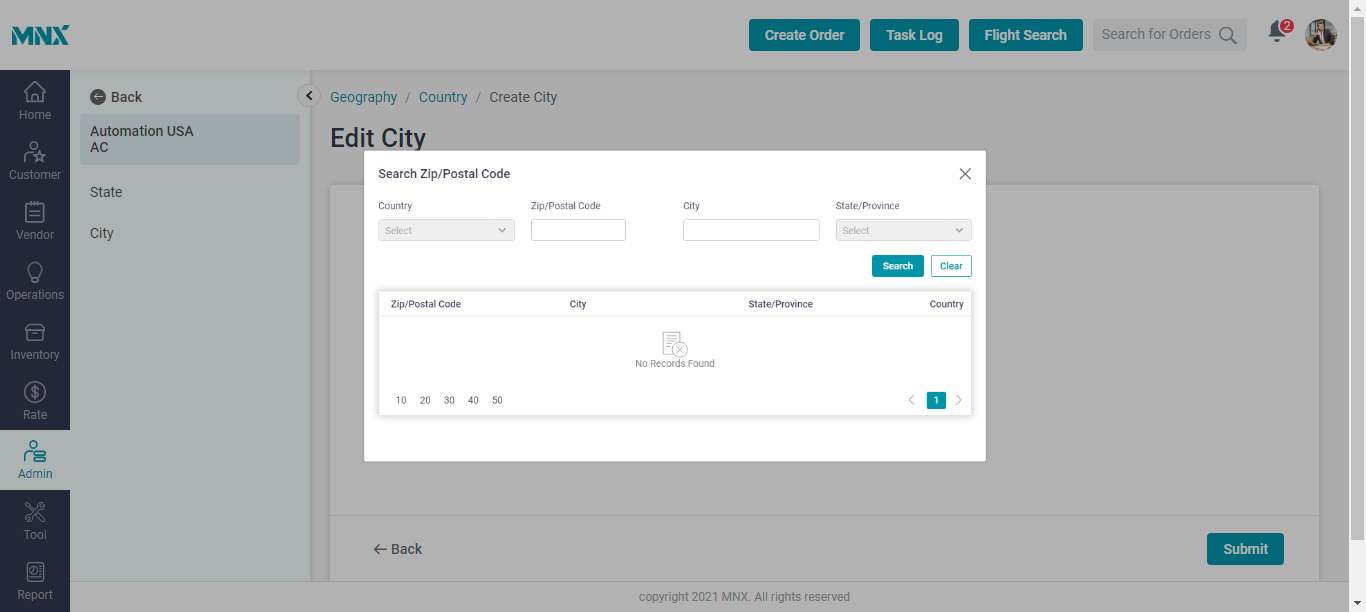 MNX
Create Order
Task Log
Flight Search
Search for Orders
2
Home
Customer
Vendor
Operations
Inventory
Rate
Admin
Tool
Report
Back
Automation USA
AC
State
City
Geography / Country / Create City
Edit City
Search Zip/Postal Code
Country
Zip/Postal Code
City
State/Province
Select
Select
Search
Clear
Zip/Postal Code City State/Province Country
No Records Found
10 20 30 40 50
1
Back
Submit
copyright 2021 MNX. All rights reserved